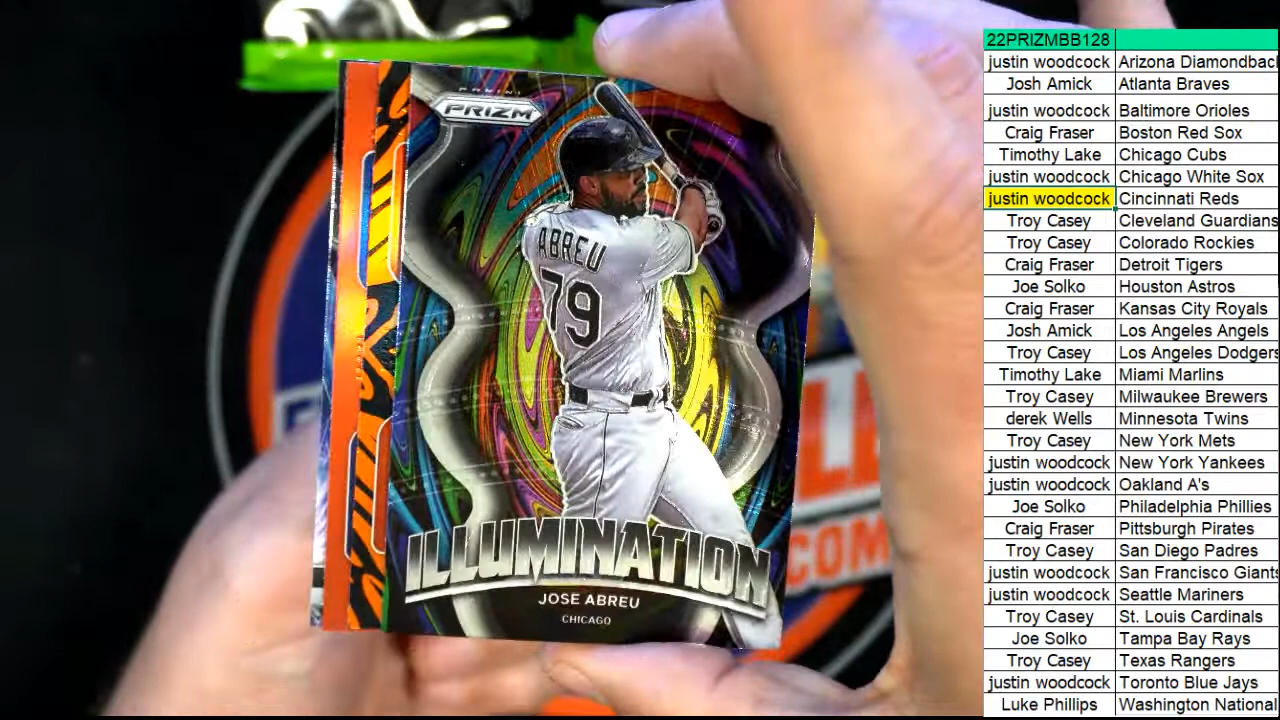 PANINI
PRIZM
ABREU
79
ILLUMINATION
JOSE ABREU
CHICAGO
COM
22PRIZMBB128
justin woodcock Arizona Diamondbac
Josh Amick Atlanta Braves
justin woodcock Baltimore Orioles
Craig Fraser Boston Red Sox
Timothy Lake Chicago Cubs
justin woodcock Chicago White Sox
justin woodcock Cincinnati Reds
Troy Casey Cleveland Guardians
Troy Casey Colorado Rockies
Craig Fraser Detroit Tigers
Joe Solko Houston Astros
Craig Fraser Kansas City Royals
Josh Amick Los Angeles Angels
Troy Casey Los Angeles Dodgers
Timothy Lake Miami Marlins
Troy Casey Milwaukee Brewers
derek Wells Minnesota Twins
Troy Casey New York Mets
justin woodcock New York Yankees
justin woodcock Oakland A's
Joe Solko Philadelphia Phillies
Craig Fraser Pittsburgh Pirates
Troy Casey San Diego Padres
justin woodcock San Francisco Giants
justin woodcock Seattle Mariners
Troy Casey St. Louis Cardinals
Joe Solko Tampa Bay Rays
Troy Casey Texas Rangers
justin woodcock Toronto Blue Jays
Luke Phillips Washington National